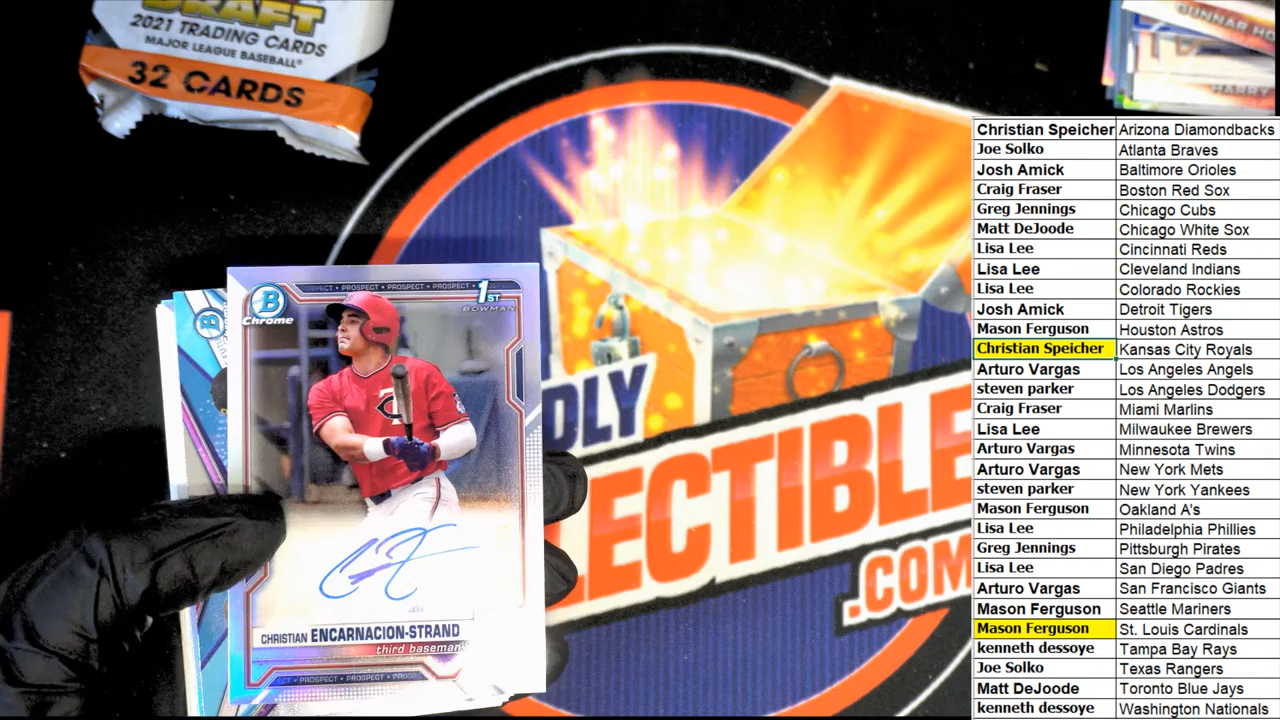 DRAFT
2021 TRADING CARDS
MAJOR LEAGUE BASEBALL®
32 CARDS
GUNNAR HO
HARRY
PROSPECT • PROSPECT • PROSPECT • PROSPECT
B
Chrome
1ST
BOWMAN
C
CHRISTIAN ENCARNACION-STRAND
third baseman
PROSPECT • PROSPECT • PROSPECT
B
DLY
LECTIBLE
.COM
Christian Speicher Arizona Diamondbacks
Joe Solko Atlanta Braves
Josh Amick Baltimore Orioles
Craig Fraser Boston Red Sox
Greg Jennings Chicago Cubs
Matt DeJoode Chicago White Sox
Lisa Lee Cincinnati Reds
Lisa Lee Cleveland Indians
Lisa Lee Colorado Rockies
Josh Amick Detroit Tigers
Mason Ferguson Houston Astros
Christian Speicher Kansas City Royals
Arturo Vargas Los Angeles Angels
steven parker Los Angeles Dodgers
Craig Fraser Miami Marlins
Lisa Lee Milwaukee Brewers
Arturo Vargas Minnesota Twins
Arturo Vargas New York Mets
steven parker New York Yankees
Mason Ferguson Oakland A's
Lisa Lee Philadelphia Phillies
Greg Jennings Pittsburgh Pirates
Lisa Lee San Diego Padres
Arturo Vargas San Francisco Giants
Mason Ferguson Seattle Mariners
Mason Ferguson St. Louis Cardinals
kenneth dessoye Tampa Bay Rays
Joe Solko Texas Rangers
Matt DeJoode Toronto Blue Jays
kenneth dessoye Washington Nationals